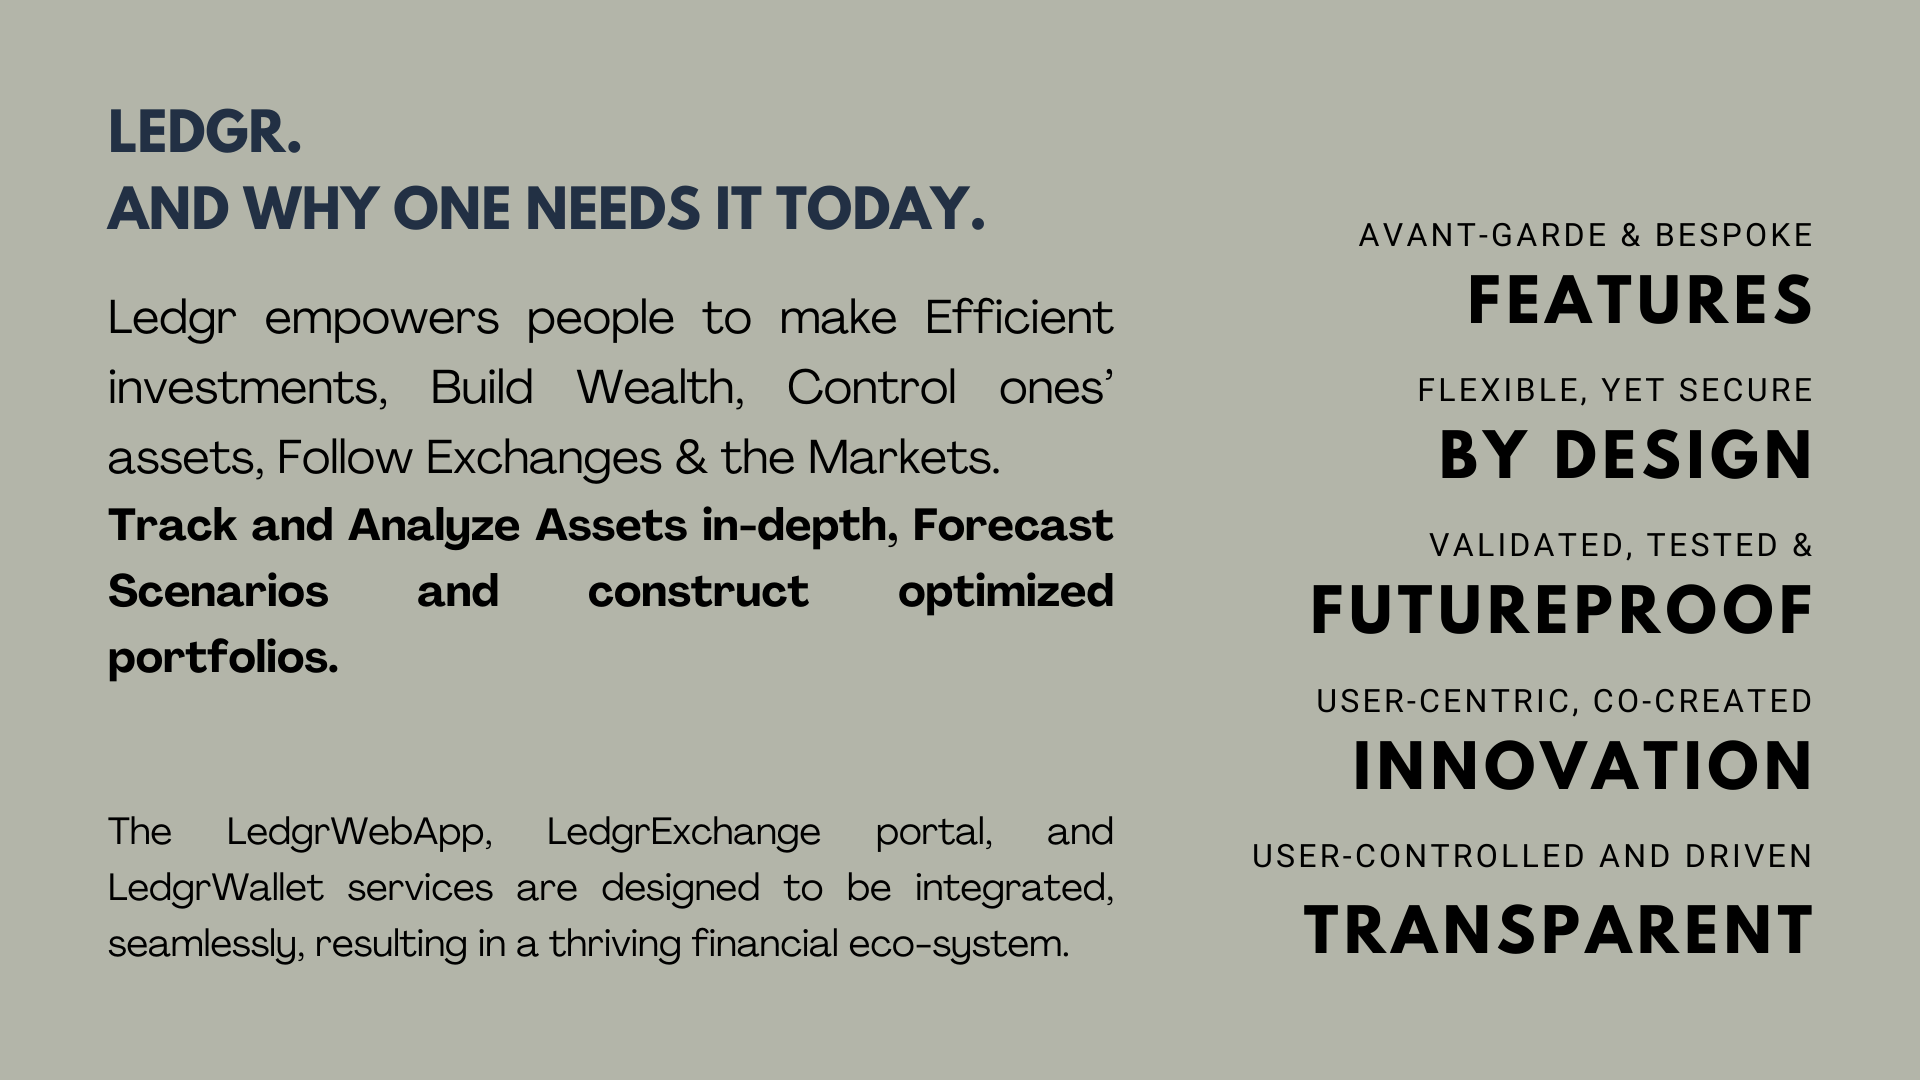 LEDGR.
AND WHY ONE NEEDS IT TODAY.
Ledgr empowers people to make Efficient
investments, Build Wealth, Control ones’
assets, Follow Exchanges & the Markets.
Track and Analyze Assets in-depth, Forecast
Scenarios and construct optimized
portfolios.
The LedgrWebApp, LedgrExchange portal, and
LedgrWallet services are designed to be integrated,
seamlessly, resulting in a thriving financial eco-system.
AVANT-GARDE & BESPOKE
FEATURES
FLEXIBLE, YET SECURE
BY DESIGN
VALIDATED, TESTED &
FUTUREPROOF
USER-CENTRIC, CO-CREATED
INNOVATION
USER-CONTROLLED AND DRIVEN
TRANSPARENT